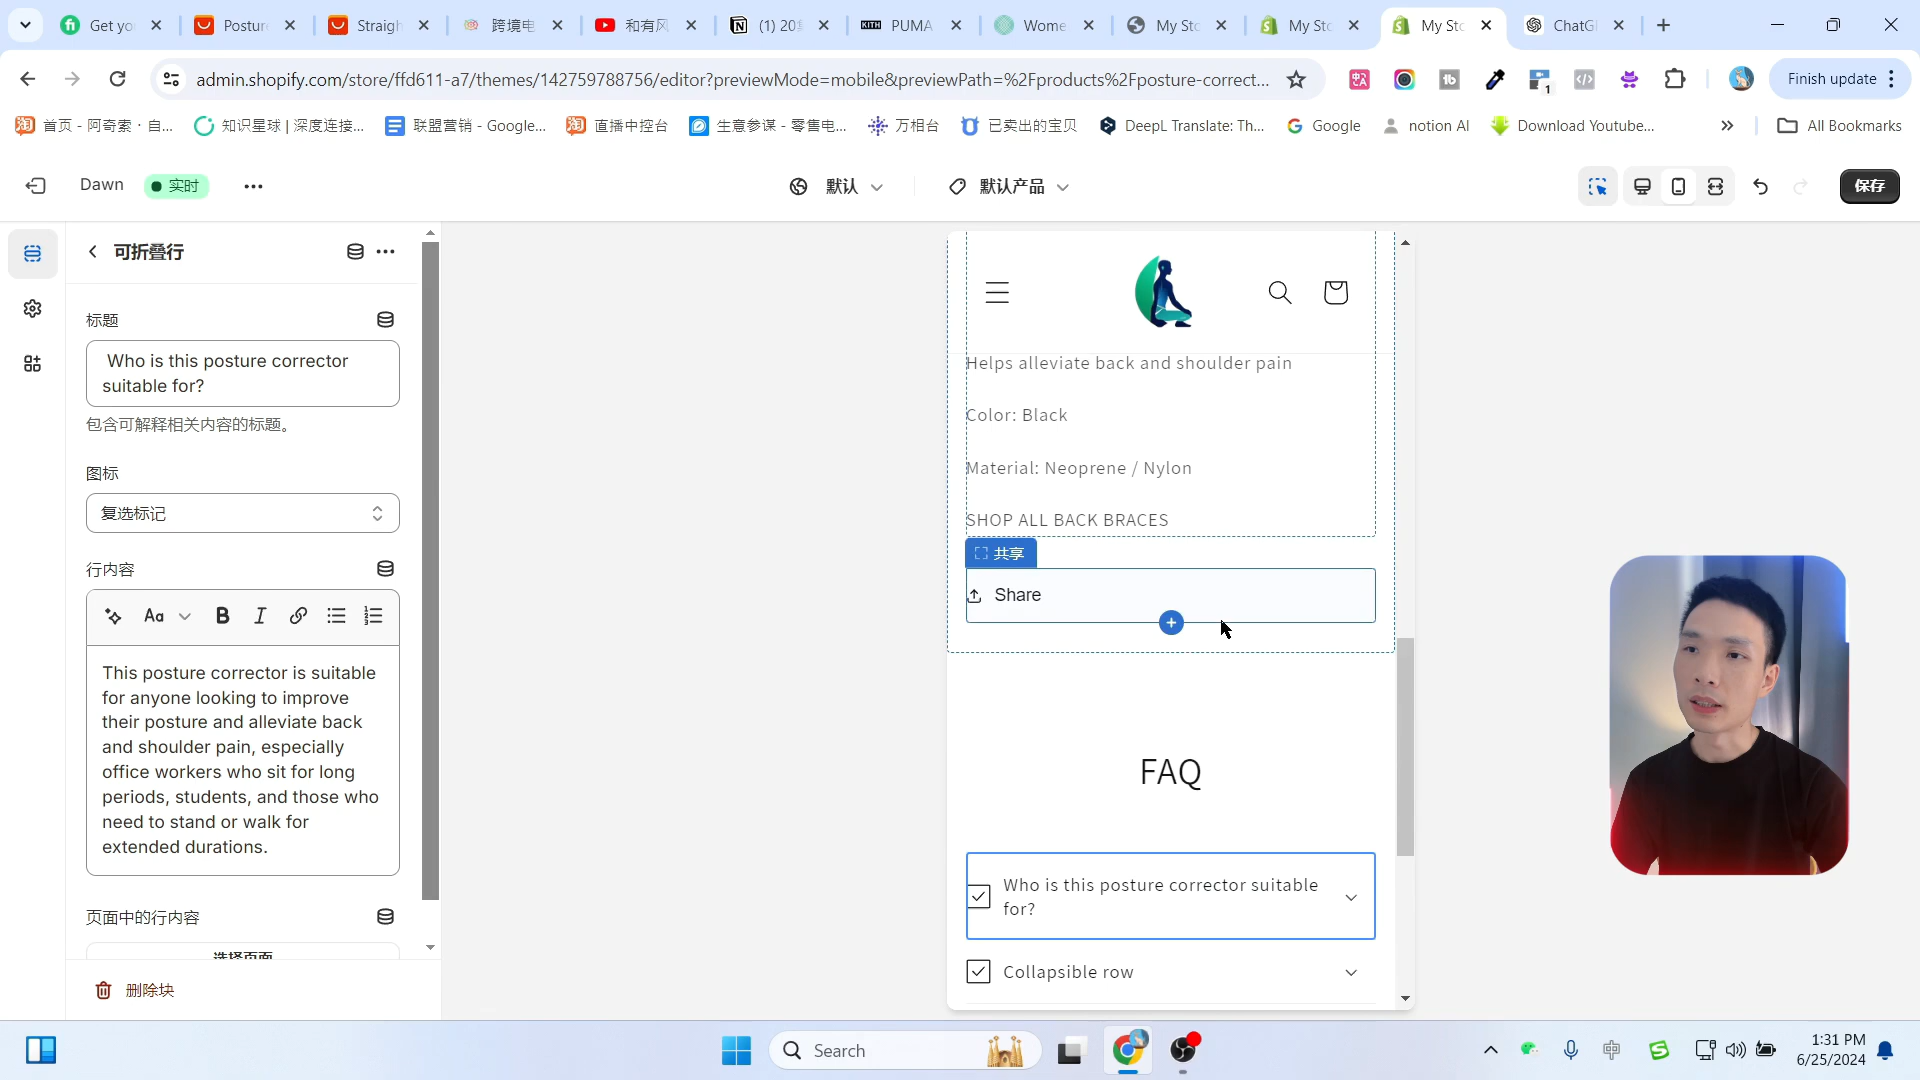 Get yo
Posture
Straigh
跨境电
和有风
(1) 20
KITH
PUMA
Wome
My Sto
My Sto
My Sto
ChatG
admin.shopify.com/store/ffd611-a7/themes/142759788756/editor?previewMode=mobile&previewPath=%2Fproducts%2Fposture-correct...
1
Finish update
首页 - 阿奇索 · 自...
知识星球 | 深度连接...
联盟营销 - Google...
直播中控台
生意参谋 - 零售电...
万相台
已卖出的宝贝
DeepL Translate: Th...
Google
notion AI
Download Youtube...
All Bookmarks
Dawn
实时
默认
默认产品
保存
可折叠行
标题
Who is this posture corrector
suitable for?
包含可解释相关内容的标题。
图标
复选标记
行内容
Aa
B
I
This posture corrector is suitable
for anyone looking to improve
their posture and alleviate back
and shoulder pain, especially
office workers who sit for long
periods, students, and those who
need to stand or walk for
extended durations.
页面中的行内容
选择页面
删除块
Helps alleviate back and shoulder pain
Color: Black
Material: Neoprene / Nylon
SHOP ALL BACK BRACES
共享
Share
FAQ
Who is this posture corrector suitable
for?
Collapsible row
Search
中
1:31 PM
6/25/2024